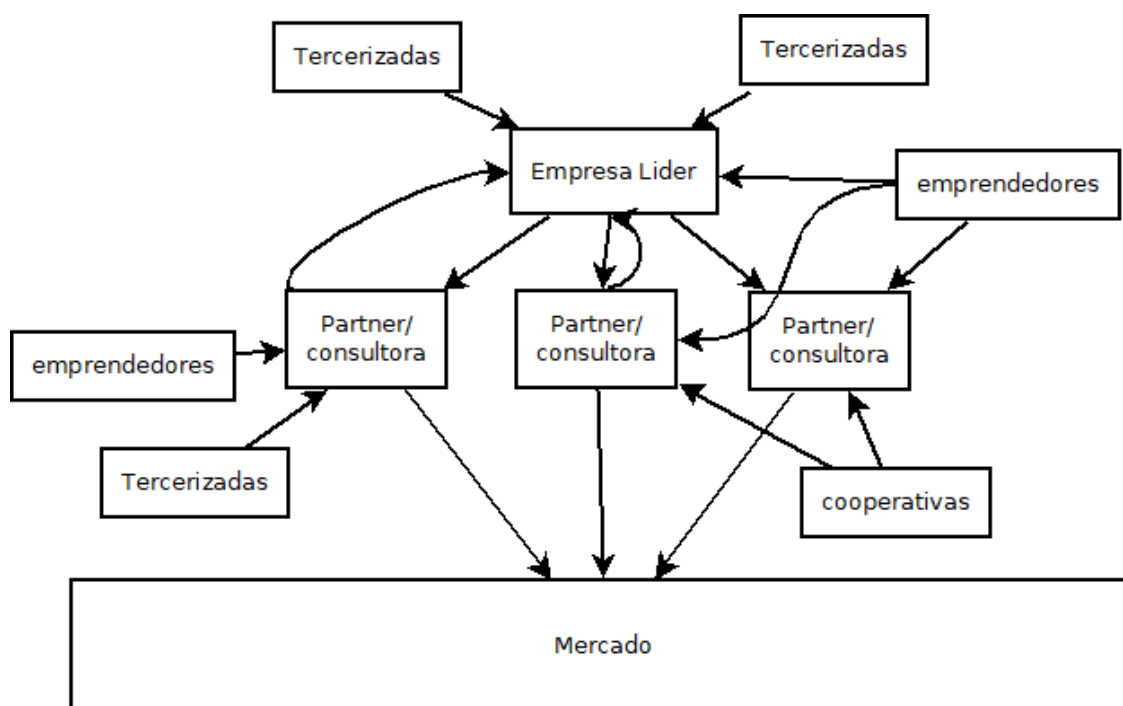 Tercerizadas
Tercerizadas
Empresa Lider
emprendedores
Partner/
consultora
Partner/
consultora
Partner/
consultora
emprendedores
Tercerizadas
cooperativas
Mercado